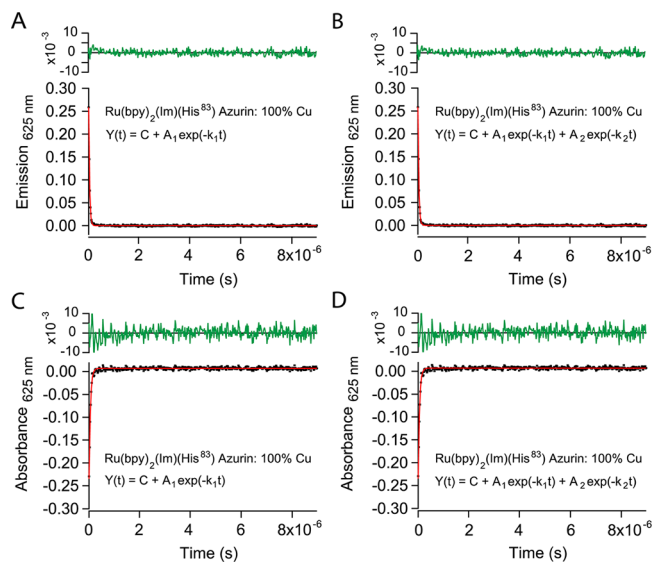 A
x10⁻³
10
0
-10
Emission 625 nm
0.30
0.25
0.20
0.15
0.10
0.05
0.00
Ru(bpy)₂(Im)(His⁸³) Azurin: 100% Cu
Y(t) = C + A₁exp(-k₁t)
0 2 4 6 8x10⁻⁶
Time (s)
B
x10⁻³
10
0
-10
Emission 625 nm
0.30
0.25
0.20
0.15
0.10
0.05
0.00
Ru(bpy)₂(Im)(His⁸³) Azurin: 100% Cu
Y(t) = C + A₁exp(-k₁t) + A₂exp(-k₂t)
0 2 4 6 8x10⁻⁶
Time (s)
C
x10⁻³
10
0
-10
Absorbance 625 nm
0.00
-0.05
-0.10
-0.15
-0.20
-0.25
-0.30
Ru(bpy)₂(Im)(His⁸³) Azurin: 100% Cu
Y(t) = C + A₁exp(-k₁t)
0 2 4 6 8x10⁻⁶
Time (s)
D
x10⁻³
10
0
-10
Absorbance 625 nm
0.00
-0.05
-0.10
-0.15
-0.20
-0.25
-0.30
Ru(bpy)₂(Im)(His⁸³) Azurin: 100% Cu
Y(t) = C + A₁exp(-k₁t) + A₂exp(-k₂t)
0 2 4 6 8x10⁻⁶
Time (s)